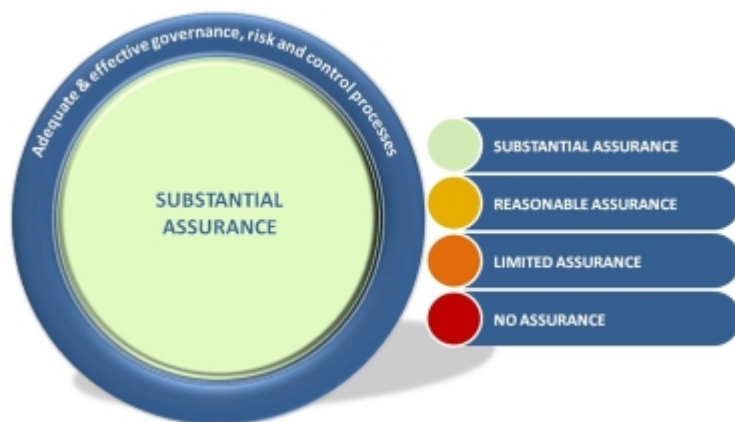 Adequate & effective governance, risk and control processes
SUBSTANTIAL
ASSURANCE
SUBSTANTIAL ASSURANCE
REASONABLE ASSURANCE
LIMITED ASSURANCE
NO ASSURANCE